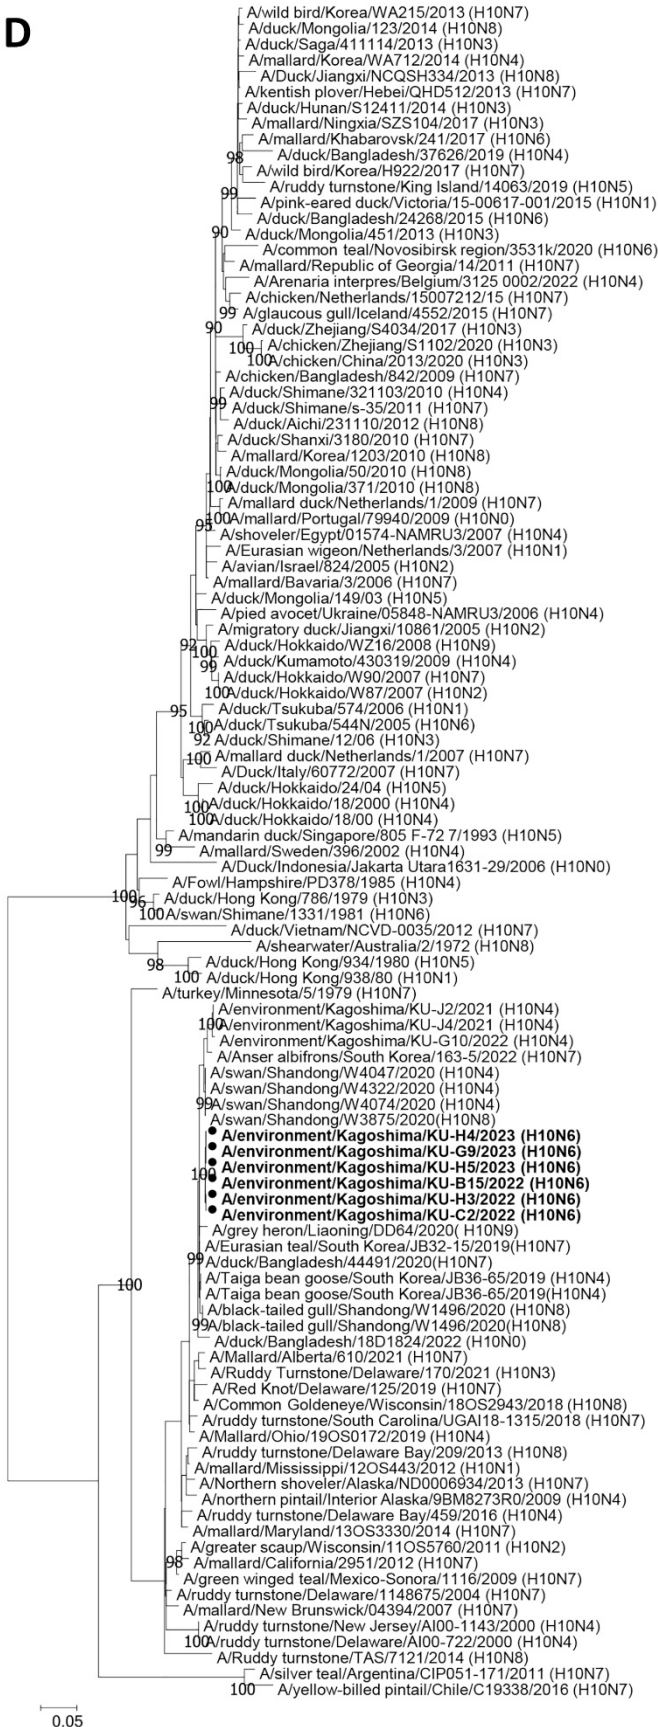 D
A/wild bird/Korea/WA215/2013 (H10N7)
A/duck/Mongolia/123/2014 (H10N8)
A/duck/Saga/411114/2013 (H10N3)
A/mallard/Korea/WA712/2014 (H10N4)
A/Duck/Jiangxi/NCQSH334/2013 (H10N8)
A/kentish plover/Hebei/QHD512/2013 (H10N7)
A/duck/Hunan/S12411/2014 (H10N3)
A/mallard/Ningxia/SZS104/2017 (H10N3)
A/mallard/Khabarovsk/241/2017 (H10N6)
98 A/duck/Bangladesh/37626/2019 (H10N4)
A/wild bird/Korea/H922/2017 (H10N7)
99 A/ruddy turnstone/King Island/14063/2019 (H10N5)
A/pink-eared duck/Victoria/15-00617-001/2015 (H10N1)
A/duck/Bangladesh/24268/2015 (H10N6)
90 A/duck/Mongolia/451/2013 (H10N3)
A/common teal/Novosibirsk region/3531k/2020 (H10N6)
A/mallard/Republic of Georgia/14/2011 (H10N7)
A/Arenaria interpres/Belgium/3125 0002/2022 (H10N4)
A/chicken/Netherlands/15007212/15 (H10N7)
99 A/glaucous gull/Iceland/4552/2015 (H10N7)
90 A/duck/Zhejiang/S4034/2017 (H10N3)
100 A/chicken/Zhejiang/S1102/2020 (H10N3)
100 A/chicken/China/2013/2020 (H10N3)
A/chicken/Bangladesh/842/2009 (H10N7)
A/duck/Shimane/321103/2010 (H10N4)
99 A/duck/Shimane/s-35/2011 (H10N7)
A/duck/Aichi/231110/2012 (H10N8)
A/duck/Shanxi/3180/2010 (H10N7)
A/mallard/Korea/1203/2010 (H10N8)
A/duck/Mongolia/50/2010 (H10N8)
100 A/duck/Mongolia/371/2010 (H10N8)
A/mallard duck/Netherlands/1/2009 (H10N7)
100 A/mallard/Portugal/79940/2009 (H10N0)
95 A/shoveler/Egypt/01574-NAMRU3/2007 (H10N4)
A/Eurasian wigeon/Netherlands/3/2007 (H10N1)
A/avian/Israel/824/2005 (H10N2)
A/mallard/Bavaria/3/2006 (H10N7)
A/duck/Mongolia/149/03 (H10N5)
A/pied avocet/Ukraine/05848-NAMRU3/2006 (H10N4)
A/migratory duck/Jiangxi/10861/2005 (H10N2)
92 100 A/duck/Hokkaido/WZ16/2008 (H10N9)
99 A/duck/Kumamoto/430319/2009 (H10N4)
A/duck/Hokkaido/W90/2007 (H10N7)
100 A/duck/Hokkaido/W87/2007 (H10N2)
95 A/duck/Tsukuba/574/2006 (H10N1)
100 A/duck/Tsukuba/544N/2005 (H10N6)
92 A/duck/Shimane/12/06 (H10N3)
100 A/mallard duck/Netherlands/1/2007 (H10N7)
A/Duck/Italy/60772/2007 (H10N7)
A/duck/Hokkaido/24/04 (H10N5)
100 A/duck/Hokkaido/18/2000 (H10N4)
100 A/duck/Hokkaido/18/00 (H10N4)
A/mandarin duck/Singapore/805 F-72 7/1993 (H10N5)
99 A/mallard/Sweden/396/2002 (H10N4)
A/Duck/Indonesia/Jakarta Utara1631-29/2006 (H10N0)
A/Fowl/Hampshire/PD378/1985 (H10N4)
100 96 A/duck/Hong Kong/786/1979 (H10N3)
100 A/swan/Shimane/1331/1981 (H10N6)
A/duck/Vietnam/NCVD-0035/2012 (H10N7)
A/shearwater/Australia/2/1972 (H10N8)
98 A/duck/Hong Kong/934/1980 (H10N5)
100 A/duck/Hong Kong/938/80 (H10N1)
A/turkey/Minnesota/5/1979 (H10N7)
A/environment/Kagoshima/KU-J2/2021 (H10N4)
100 A/environment/Kagoshima/KU-J4/2021 (H10N4)
A/environment/Kagoshima/KU-G10/2022 (H10N4)
A/Anser albifrons/South Korea/163-5/2022 (H10N7)
A/swan/Shandong/W4047/2020 (H10N4)
A/swan/Shandong/W4322/2020 (H10N4)
99 A/swan/Shandong/W4074/2020 (H10N4)
A/swan/Shandong/W3875/2020(H10N8)
A/environment/Kagoshima/KU-H4/2023 (H10N6)
A/environment/Kagoshima/KU-G9/2023 (H10N6)
100 A/environment/Kagoshima/KU-H5/2023 (H10N6)
A/environment/Kagoshima/KU-B15/2022 (H10N6)
A/environment/Kagoshima/KU-H3/2022 (H10N6)
A/environment/Kagoshima/KU-C2/2022 (H10N6)
A/grey heron/Liaoning/DD64/2020( H10N9)
A/Eurasian teal/South Korea/JB32-15/2019(H10N7)
99 A/duck/Bangladesh/44491/2020(H10N7)
A/Taiga bean goose/South Korea/JB36-65/2019 (H10N4)
100 A/Taiga bean goose/South Korea/JB36-65/2019(H10N4)
A/black-tailed gull/Shandong/W1496/2020 (H10N8)
99 A/black-tailed gull/Shandong/W1496/2020(H10N8)
A/duck/Bangladesh/18D1824/2022 (H10N0)
A/Mallard/Alberta/610/2021 (H10N7)
A/Ruddy Turnstone/Delaware/170/2021 (H10N3)
A/Red Knot/Delaware/125/2019 (H10N7)
A/Common Goldeneye/Wisconsin/18OS2943/2018 (H10N8)
A/ruddy turnstone/South Carolina/UGAI18-1315/2018 (H10N7)
A/Mallard/Ohio/19OS0172/2019 (H10N4)
A/ruddy turnstone/Delaware Bay/209/2013 (H10N8)
A/mallard/Mississippi/12OS443/2012 (H10N1)
A/Northern shoveler/Alaska/ND0006934/2013 (H10N7)
A/northern pintail/Interior Alaska/9BM8273R0/2009 (H10N4)
A/ruddy turnstone/Delaware Bay/459/2016 (H10N4)
A/mallard/Maryland/13OS3330/2014 (H10N7)
A/greater scaup/Wisconsin/11OS5760/2011 (H10N2)
98 A/mallard/California/2951/2012 (H10N7)
A/green winged teal/Mexico-Sonora/1116/2009 (H10N7)
A/ruddy turnstone/Delaware/1148675/2004 (H10N7)
A/mallard/New Brunswick/04394/2007 (H10N7)
A/ruddy turnstone/New Jersey/AI00-1143/2000 (H10N4)
100 A/ruddy turnstone/Delaware/AI00-722/2000 (H10N4)
A/Ruddy turnstone/TAS/7121/2014 (H10N8)
A/silver teal/Argentina/CIP051-171/2011 (H10N7)
100 A/yellow-billed pintail/Chile/C19338/2016 (H10N7)
0.05